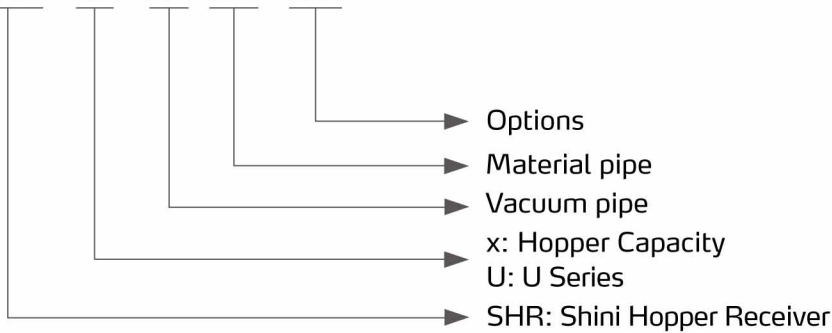 Options
Material pipe
Vacuum pipe
x: Hopper Capacity
U: U Series
SHR: Shini Hopper Receiver